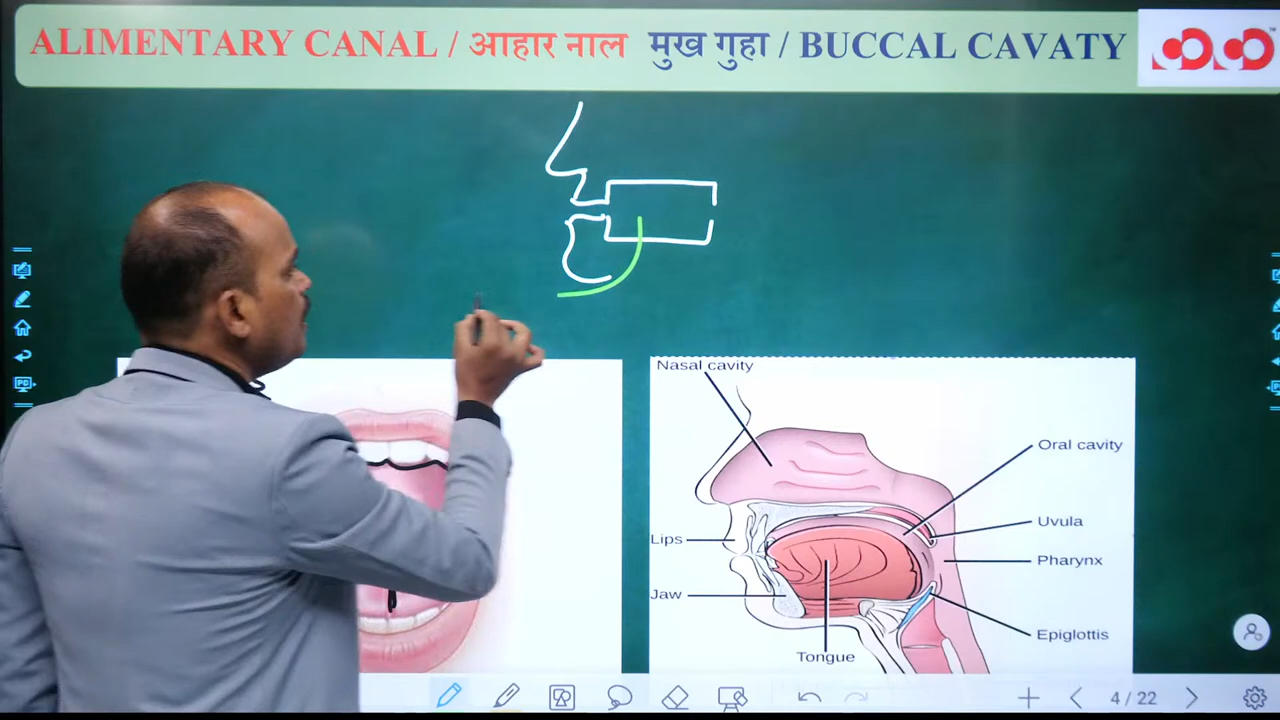 ALIMENTARY CANAL / आहार नाल मुख गुहा / BUCCAL CAVATY
Nasal cavity
Oral cavity
Uvula
Lips
Pharynx
Jaw
Epiglottis
Tongue
4 / 22